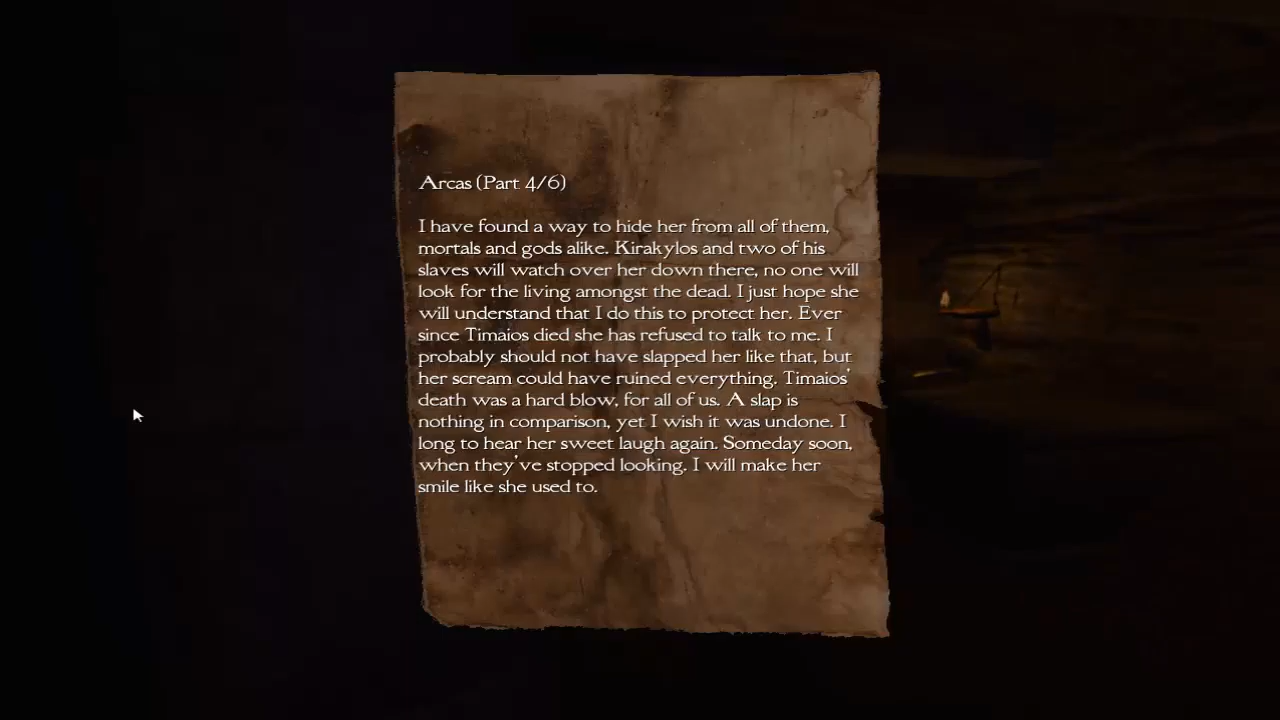 Arcas (Part 4/6)
I have found a way to hide her from all of them,
mortals and gods alike. Kirakylos and two of his
slaves will watch over her down there, no one will
look for the living amongst the dead. I just hope she
will understand that I do this to protect her. Ever
since Timaios died she has refused to talk to me. I
probably should not have slapped her like that, but
her scream could have ruined everything. Timaios'
death was a hard blow, for all of us. A slap is
nothing in comparison, yet I wish it was undone. I
long to hear her sweet laugh again. Someday soon,
when they've stopped looking. I will make her
smile like she used to.